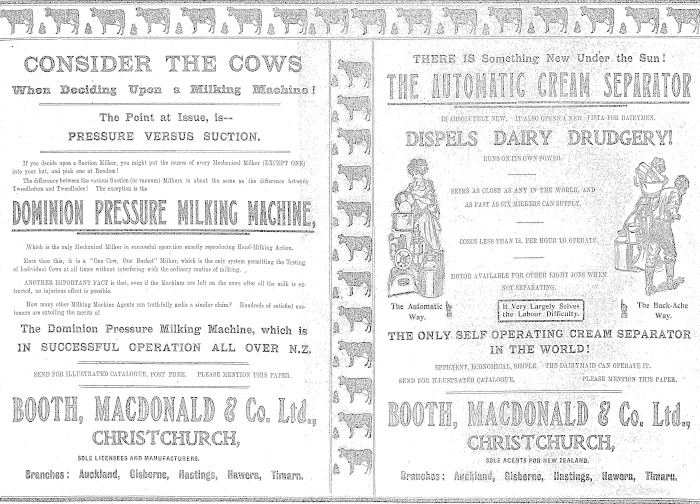 CONSIDER THE COWS
When Deciding Upon a Milking Machine!
The Point at Issue, is--
PRESSURE VERSUS SUCTION.
If you decide upon a Suction Milker, you might put the names of every Mechanical Milker (EXCEPT ONE)
into your hat, and pick one at Random!
The difference between the various Suction (or vacuum) Milkers is about the same as the difference between
Tweedledum and Tweedledee! The exception is the
DOMINION PRESSURE MILKING MACHINE,
Which is the only Mechanical Milker in successful operation exactly reproducing Hand-Milking Action.
More than this, it is a "One Cow, One Bucket" Milker, which is the only system permitting the Testing
of Individual Cows at all times without interfering with the ordinary routine of milking.
ANOTHER IMPORTANT FACT is that, even if the Machines are left on the cows after all the milk is ex-
tracted, no injurious effect is possible.
How many other Milking Machine Agents can truthfully make a similar claim? Hundreds of satisfied cus-
tomers are extolling the merits of
The Dominion Pressure Milking Machine, which is
IN SUCCESSFUL OPERATION ALL OVER N.Z.
SEND FOR ILLUSTRATED CATALOGUE, POST FREE. PLEASE MENTION THIS PAPER.
BOOTH, MACDONALD & Co. Ltd.,
CHRISTCHURCH,
SOLE LICENSEES AND MANUFACTURERS.
Branches: Auckland, Gisborne, Hastings, Hawera, Timaru.
THERE IS Something New Under the Sun!
THE AUTOMATIC CREAM SEPARATOR
IS ABSOLUTELY NEW. IT ALSO OPENS A NEW VISTA FOR DAIRYMEN.
DISPELS DAIRY DRUDGERY!
RUNS ON ITS OWN POWER.
SKIMS AS CLOSE AS ANY IN THE WORLD, AND
AS FAST AS SIX MILKERS CAN SUPPLY.
COSTS LESS THAN 1d. PER HOUR TO OPERATE.
MOTOR AVAILABLE FOR OTHER LIGHT JOBS WHEN
NOT SEPARATING.
The Automatic
Way.
It Very Largely Solves
the Labour Difficulty.
The Back-Ache
Way.
THE ONLY SELF OPERATING CREAM SEPARATOR
IN THE WORLD!
EFFICIENT, ECONOMICAL, SIMPLE. THE DAIRYMAID CAN OPERATE IT.
SEND FOR ILLUSTRATED CATALOGUE. PLEASE MENTION THIS PAPER.
BOOTH, MACDONALD & Co. Ltd.,
CHRISTCHURCH,
SOLE AGENTS FOR NEW ZEALAND.
Branches: Auckland, Gisborne, Hastings, Hawera, Timaru.